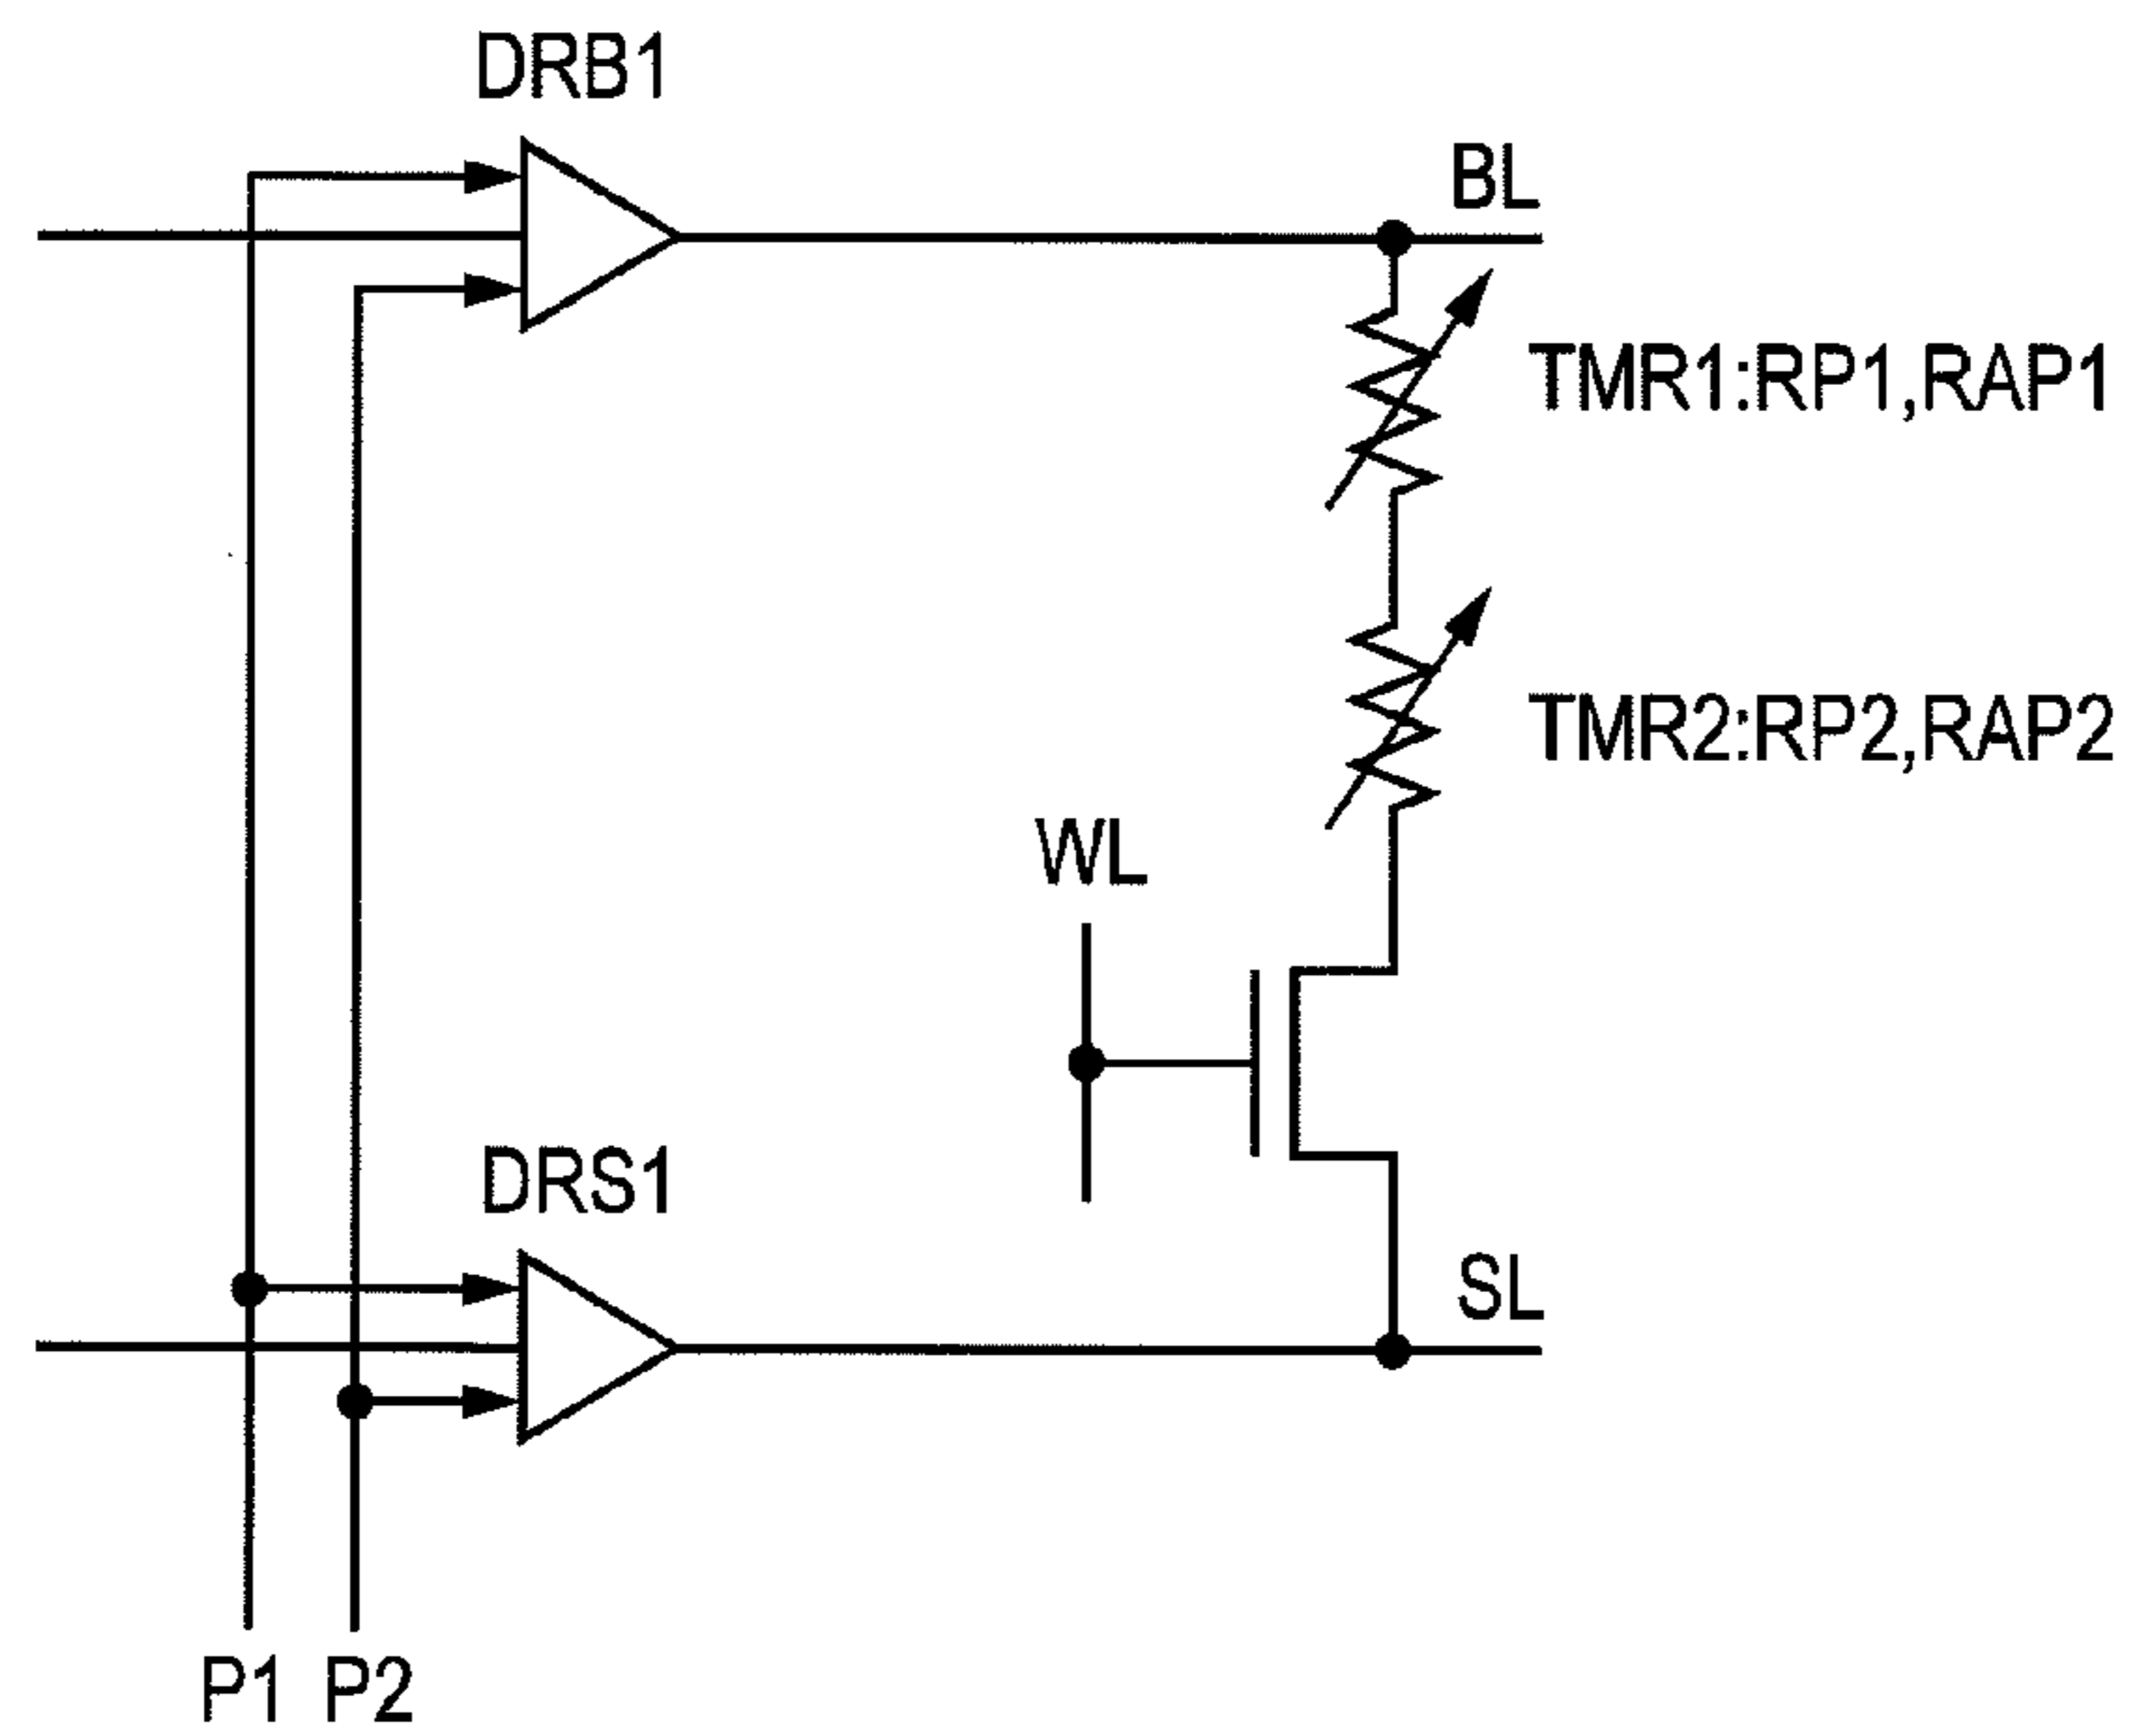 DRB1
BL
TMR1:RP1,RAP1
TMR2:RP2,RAP2
WL
DRS1
SL
P1 P2